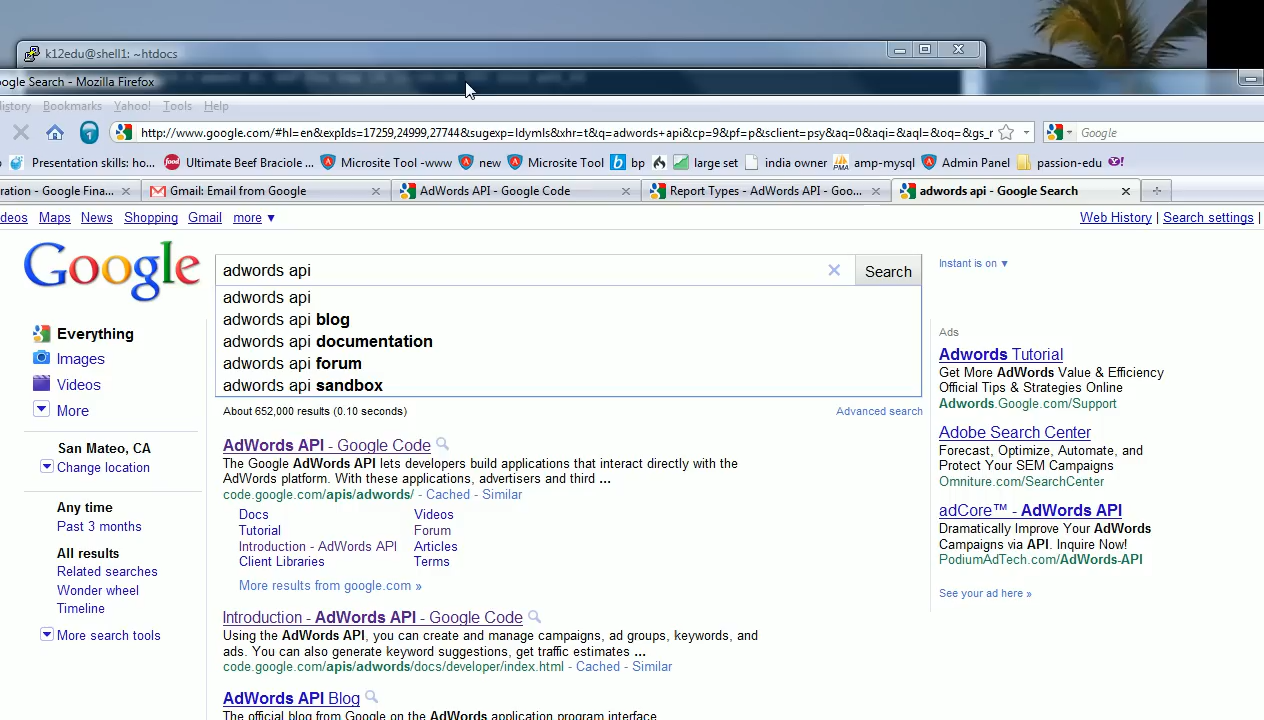 k12edu@shell1: ~htdocs
ogle Search - Mozilla Firefox
History Bookmarks Yahoo! Tools Help
1 http://www.google.com/#hl=en&expIds=17259,24999,27744&sugexp=ldymls&xhr=t&q=adwords+api&cp=9&pf=p&sclient=psy&aq=0&aqi=&aql=&oq=&gs_r Google
Presentation skills: ho... food Ultimate Beef Braciole ... Microsite Tool -www new Microsite Tool b bp large set india owner PMA amp-mysql Admin Panel passion-edu Y!
ration - Google Fina... Gmail: Email from Google AdWords API - Google Code Report Types - AdWords API - Goo... adwords api - Google Search
deos Maps News Shopping Gmail more ▼ Web History | Search settings |
Google adwords api Search Instant is on ▼
adwords api
adwords api blog
adwords api documentation
adwords api forum
adwords api sandbox
Everything
Images
Videos
More
San Mateo, CA
Change location
Any time
Past 3 months
All results
Related searches
Wonder wheel
Timeline
More search tools
About 652,000 results (0.10 seconds) Advanced search
AdWords API - Google Code
The Google AdWords API lets developers build applications that interact directly with the
AdWords platform. With these applications, advertisers and third ...
code.google.com/apis/adwords/ - Cached - Similar
Docs Videos
Tutorial Forum
Introduction - AdWords API Articles
Client Libraries Terms
More results from google.com »
Introduction - AdWords API - Google Code
Using the AdWords API, you can create and manage campaigns, ad groups, keywords, and
ads. You can also generate keyword suggestions, get traffic estimates ...
code.google.com/apis/adwords/docs/developer/index.html - Cached - Similar
AdWords API Blog
The official blog from Google on the AdWords application program interface
Ads
Adwords Tutorial
Get More AdWords Value & Efficiency
Official Tips & Strategies Online
Adwords.Google.com/Support
Adobe Search Center
Forecast, Optimize, Automate, and
Protect Your SEM Campaigns
Omniture.com/SearchCenter
adCore™ - AdWords API
Dramatically Improve Your AdWords
Campaigns via API. Inquire Now!
PodiumAdTech.com/AdWords-API
See your ad here »